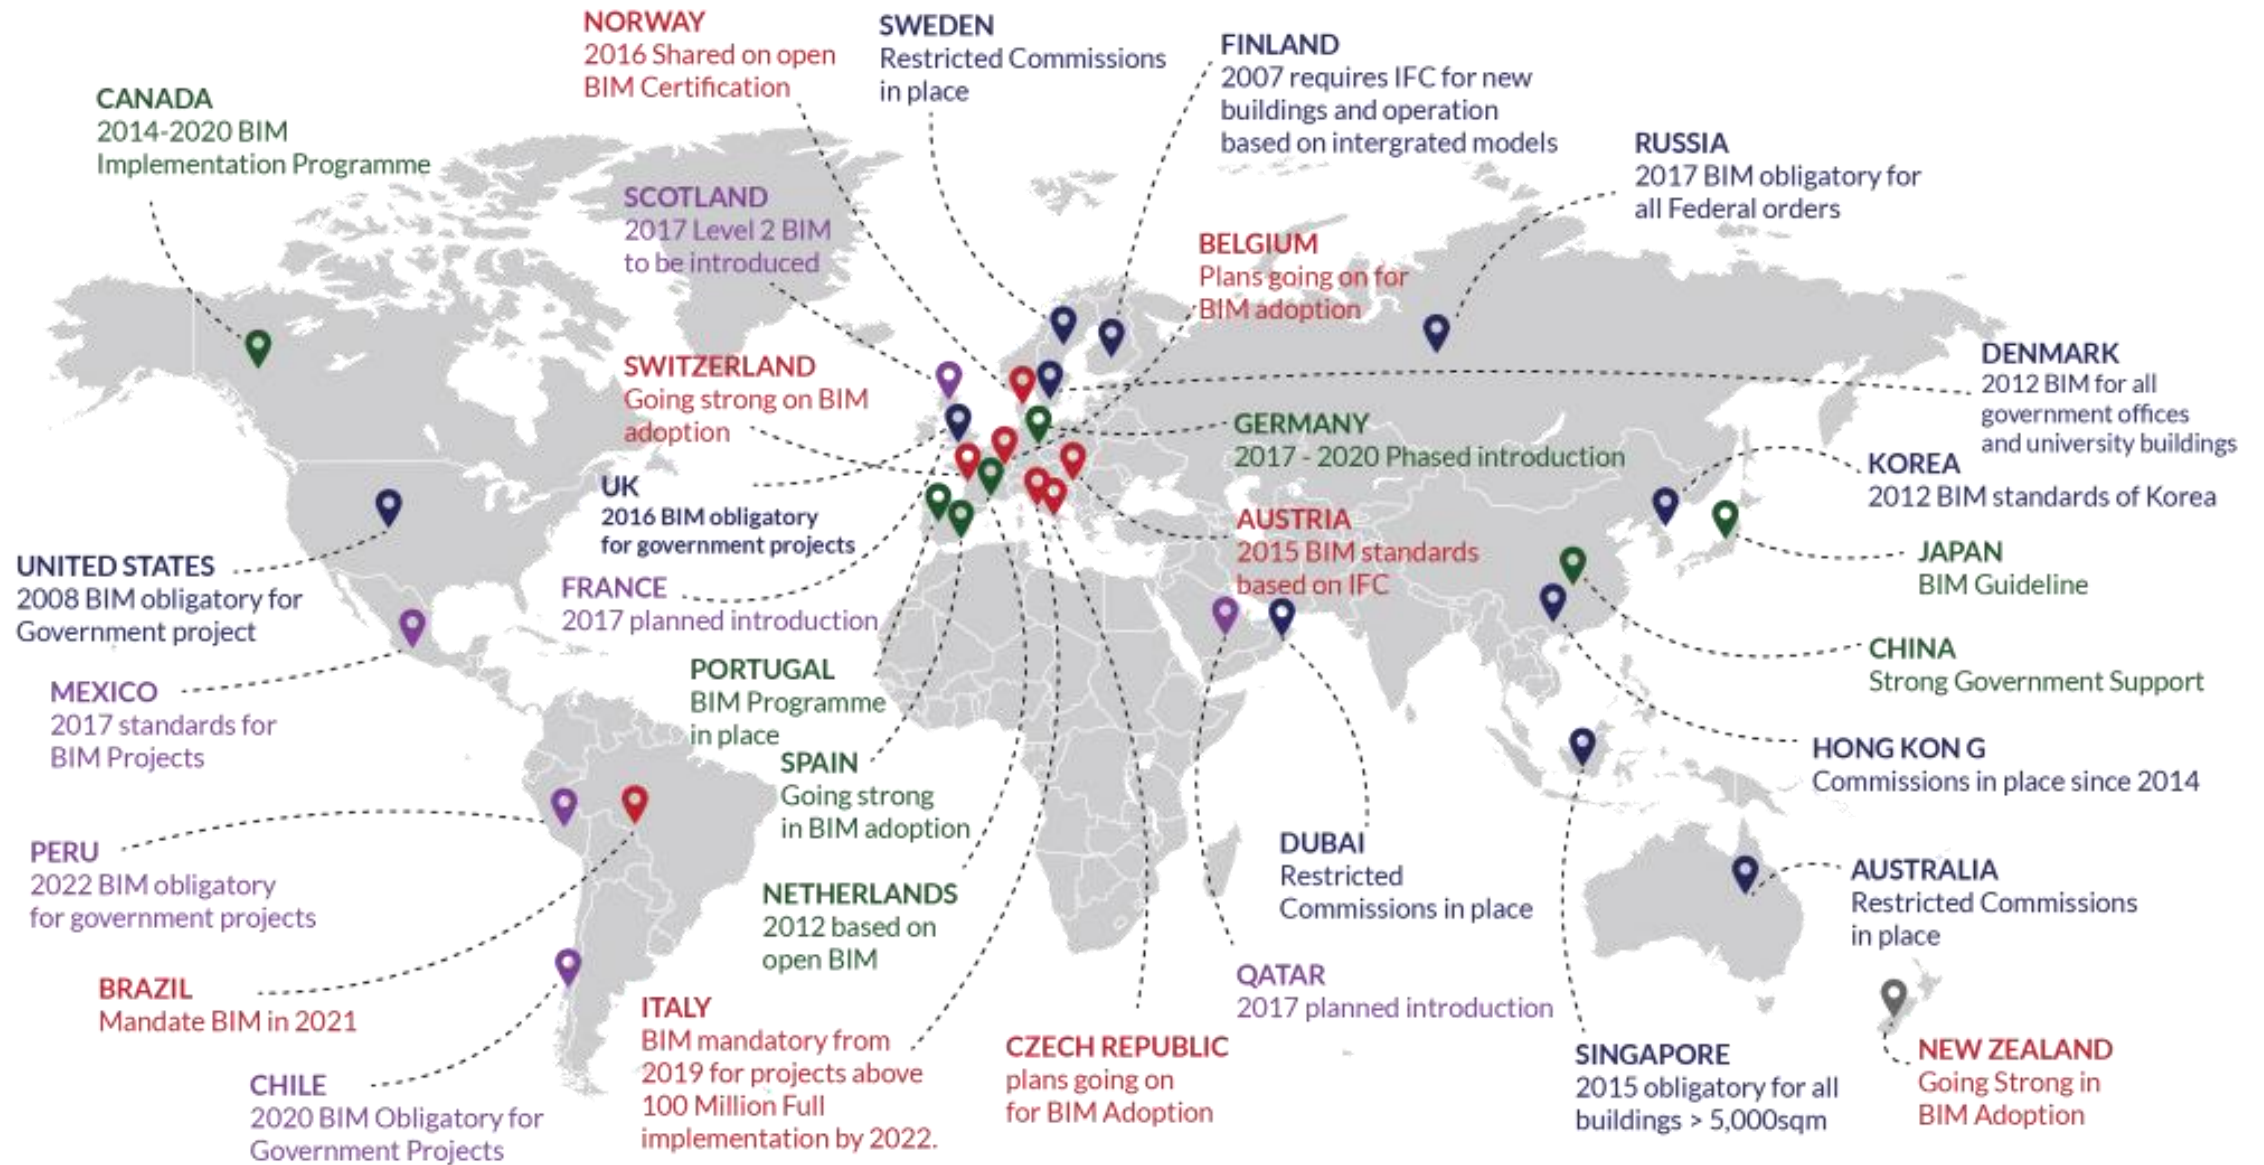 NORWAY
2016 Shared on open
BIM Certification
SWEDEN
Restricted Commissions
in place
FINLAND
2007 requires IFC for new
buildings and operation
based on intergrated models
CANADA
2014-2020 BIM
Implementation Programme
RUSSIA
2017 BIM obligatory for
all Federal orders
SCOTLAND
2017 Level 2 BIM
to be introduced
BELGIUM
Plans going on for
BIM adoption
SWITZERLAND
Going strong on BIM
adoption
DENMARK
2012 BIM for all
government offices
and university buildings
GERMANY
2017 - 2020 Phased introduction
KOREA
2012 BIM standards of Korea
UK
2016 BIM obligatory
for government projects
AUSTRIA
2015 BIM standards
based on IFC
UNITED STATES
2008 BIM obligatory for
Government project
JAPAN
BIM Guideline
FRANCE
2017 planned introduction
CHINA
Strong Government Support
PORTUGAL
BIM Programme
in place
MEXICO
2017 standards for
BIM Projects
SPAIN
Going strong
in BIM adoption
HONG KON G
Commissions in place since 2014
PERU
2022 BIM obligatory
for government projects
DUBAI
Restricted
Commissions in place
AUSTRALIA
Restricted Commissions
in place
NETHERLANDS
2012 based on
open BIM
QATAR
2017 planned introduction
BRAZIL
Mandate BIM in 2021
ITALY
BIM mandatory from
2019 for projects above
100 Million Full
implementation by 2022.
CZECH REPUBLIC
plans going on
for BIM Adoption
SINGAPORE
2015 obligatory for all
buildings > 5,000sqm
NEW ZEALAND
Going Strong in
BIM Adoption
CHILE
2020 BIM Obligatory for
Government Projects